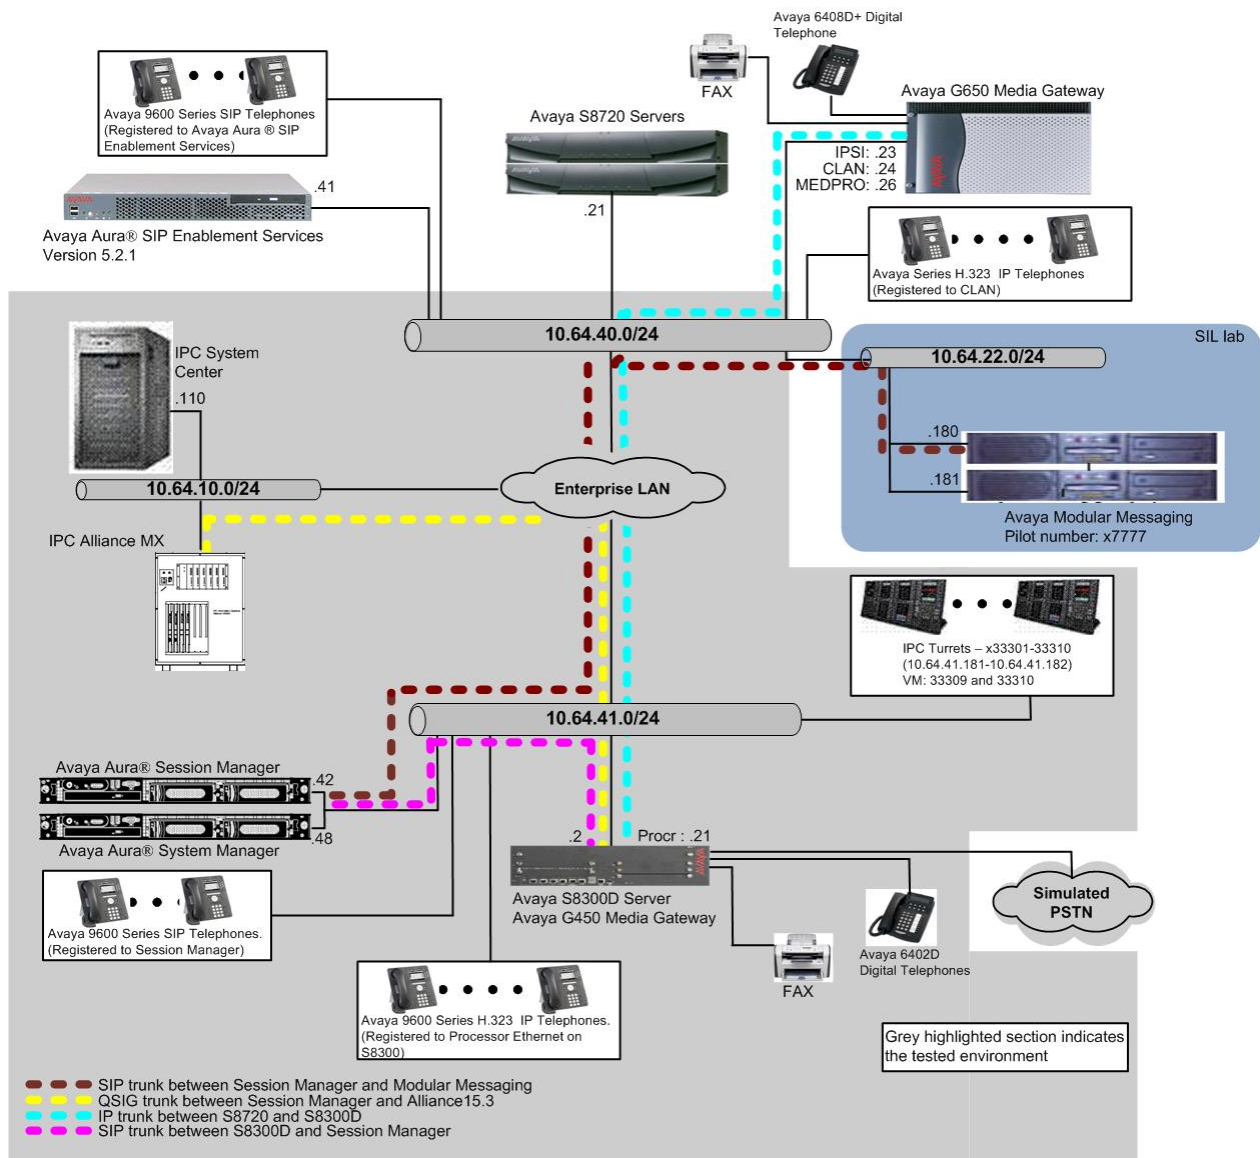 Avaya 6408D+ Digital
Telephone
FAX
Avaya G650 Media Gateway
Avaya 9600 Series SIP Telephones
(Registered to Avaya Aura ® SIP
Enablement Services)
Avaya S8720 Servers
IPSI: .23
CLAN: .24
MEDPRO: .26
AVAYA
.41
.21
Avaya Aura® SIP Enablement Services
Version 5.2.1
Avaya Series H.323 IP Telephones
(Registered to CLAN)
10.64.40.0/24
SIL lab
10.64.22.0/24
IPC System
Center
.110
.180
.181
10.64.10.0/24
Enterprise LAN
Avaya Modular Messaging
Pilot number: x7777
IPC Alliance MX
IPC Turrets – x33301-33310
(10.64.41.181-10.64.41.182)
VM: 33309 and 33310
10.64.41.0/24
Avaya Aura® Session Manager
.42
.48
Avaya Aura® System Manager
.2
Procr : .21
Avaya S8300D Server
Avaya G450 Media Gateway
Simulated
PSTN
Avaya 9600 Series SIP Telephones.
(Registered to Session Manager)
Avaya 6402D
Digital Telephones
FAX
Avaya 9600 Series H.323 IP Telephones.
(Registered to Processor Ethernet on
S8300)
Grey highlighted section indicates
the tested environment
SIP trunk between Session Manager and Modular Messaging
QSIG trunk between Session Manager and Alliance15.3
IP trunk between S8720 and S8300D
SIP trunk between S8300D and Session Manager